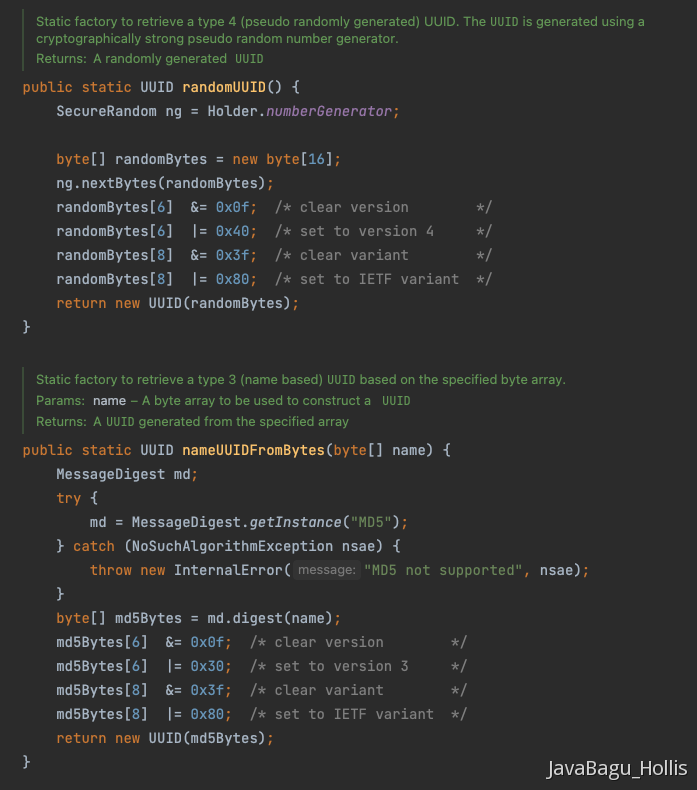 Static factory to retrieve a type 4 (pseudo randomly generated) UUID. The UUID is generated using a
cryptographically strong pseudo random number generator.
Returns: A randomly generated UUID
public static UUID randomUUID() {
    SecureRandom ng = Holder.numberGenerator;

    byte[] randomBytes = new byte[16];
    ng.nextBytes(randomBytes);
    randomBytes[6]  &= 0x0f;  /* clear version        */
    randomBytes[6]  |= 0x40;  /* set to version 4     */
    randomBytes[8]  &= 0x3f;  /* clear variant        */
    randomBytes[8]  |= 0x80;  /* set to IETF variant  */
    return new UUID(randomBytes);
}

Static factory to retrieve a type 3 (name based) UUID based on the specified byte array.
Params: name – A byte array to be used to construct a UUID
Returns: A UUID generated from the specified array
public static UUID nameUUIDFromBytes(byte[] name) {
    MessageDigest md;
    try {
        md = MessageDigest.getInstance("MD5");
    } catch (NoSuchAlgorithmException nsae) {
        throw new InternalError( message: "MD5 not supported", nsae);
    }
    byte[] md5Bytes = md.digest(name);
    md5Bytes[6]  &= 0x0f;  /* clear version        */
    md5Bytes[6]  |= 0x30;  /* set to version 3     */
    md5Bytes[8]  &= 0x3f;  /* clear variant        */
    md5Bytes[8]  |= 0x80;  /* set to IETF variant  */
    return new UUID(md5Bytes);
}
JavaBagu_Hollis